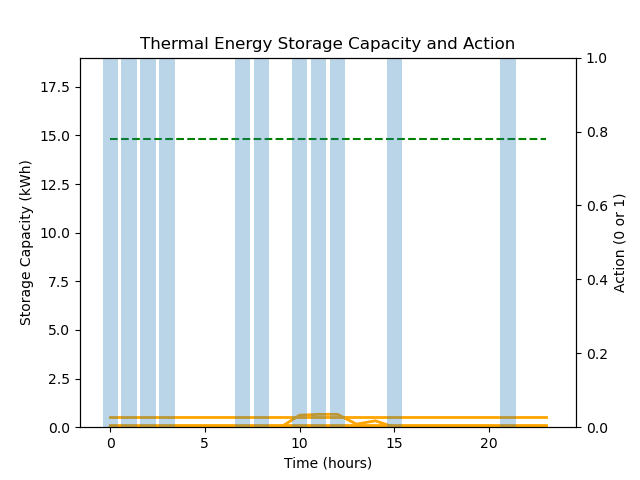 Thermal Energy Storage Capacity and Action
17.5
15.0
12.5
10.0
7.5
5.0
2.5
0.0
Storage Capacity (kWh)
1.0
0.8
0.6
0.4
0.2
0.0
Action (0 or 1)
0 5 10 15 20
Time (hours)